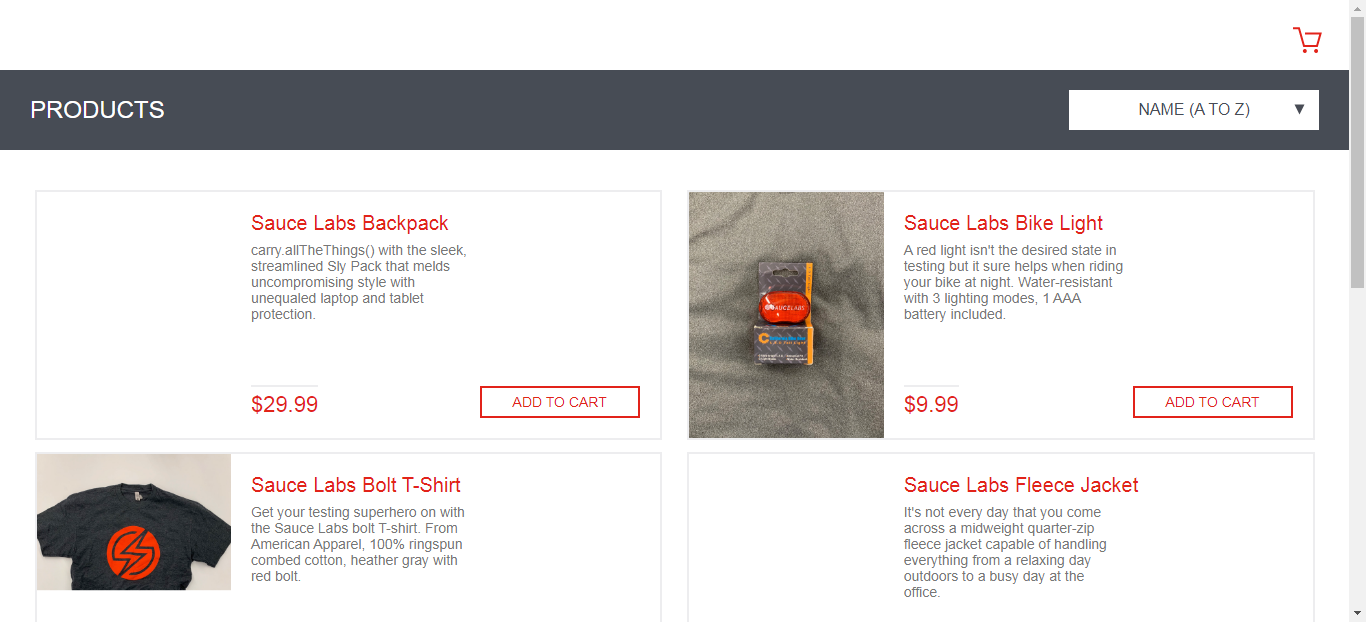 PRODUCTS
NAME (A TO Z)
Sauce Labs Backpack
carry.allTheThings() with the sleek,
streamlined Sly Pack that melds
uncompromising style with
unequaled laptop and tablet
protection.
$29.99
ADD TO CART
SAUCELABS
Sauce Labs Bike Light
A red light isn't the desired state in
testing but it sure helps when riding
your bike at night. Water-resistant
with 3 lighting modes, 1 AAA
battery included.
$9.99
ADD TO CART
Sauce Labs Bolt T-Shirt
Get your testing superhero on with
the Sauce Labs bolt T-shirt. From
American Apparel, 100% ringspun
combed cotton, heather gray with
red bolt.
Sauce Labs Fleece Jacket
It's not every day that you come
across a midweight quarter-zip
fleece jacket capable of handling
everything from a relaxing day
outdoors to a busy day at the
office.